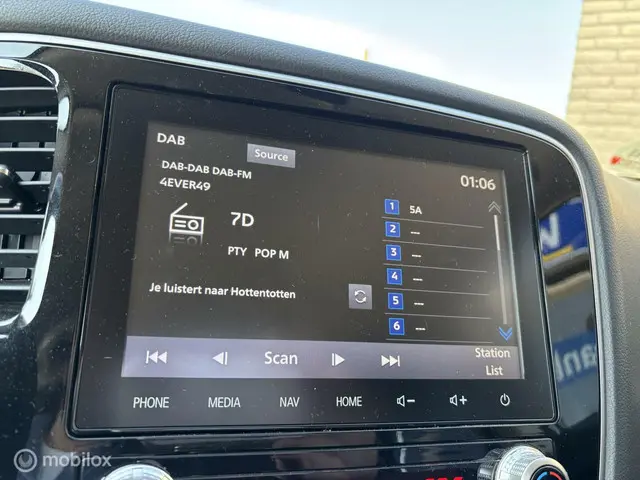 DAB
Source
DAB-DAB DAB-FM
4EVER49
01:06
7D
PTY POP M
Je luistert naar Hottentotten
1 5A
2 ---
3 ---
4 ---
5 ---
6 ---
Scan
Station
List
PHONE
MEDIA
NAV
HOME
mobilox